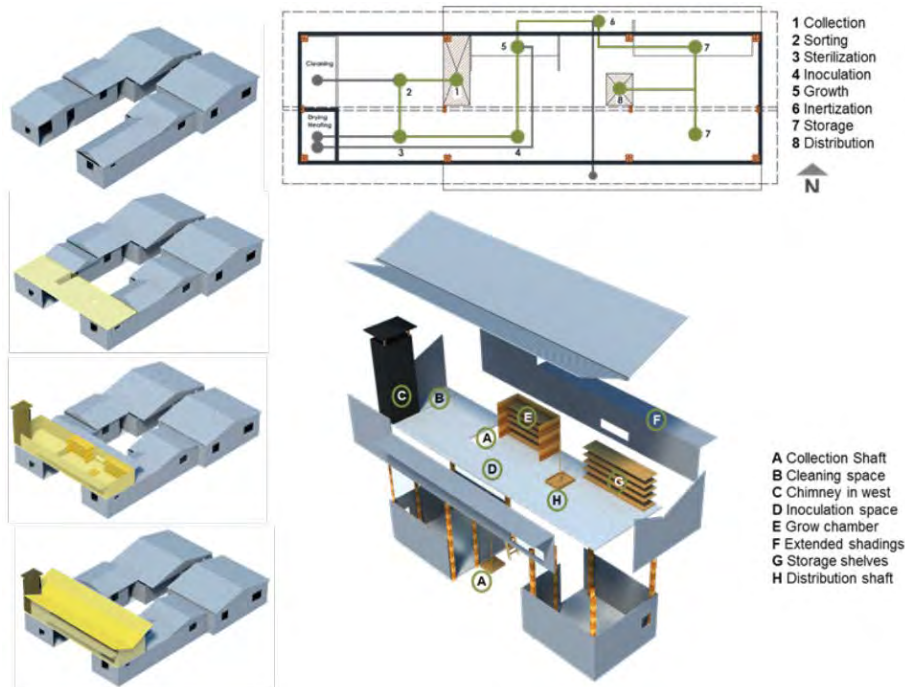 6
1 Collection
2 Sorting
3 Sterilization
4 Inoculation
5 Growth
6 Inertization
7 Storage
8 Distribution
N
5
7
Cleaning
2
1
8
Drying
Heating
3
4
7
C
B
E
F
A
D
G
H
A
A Collection Shaft
B Cleaning space
C Chimney in west
D Inoculation space
E Grow chamber
F Extended shadings
G Storage shelves
H Distribution shaft